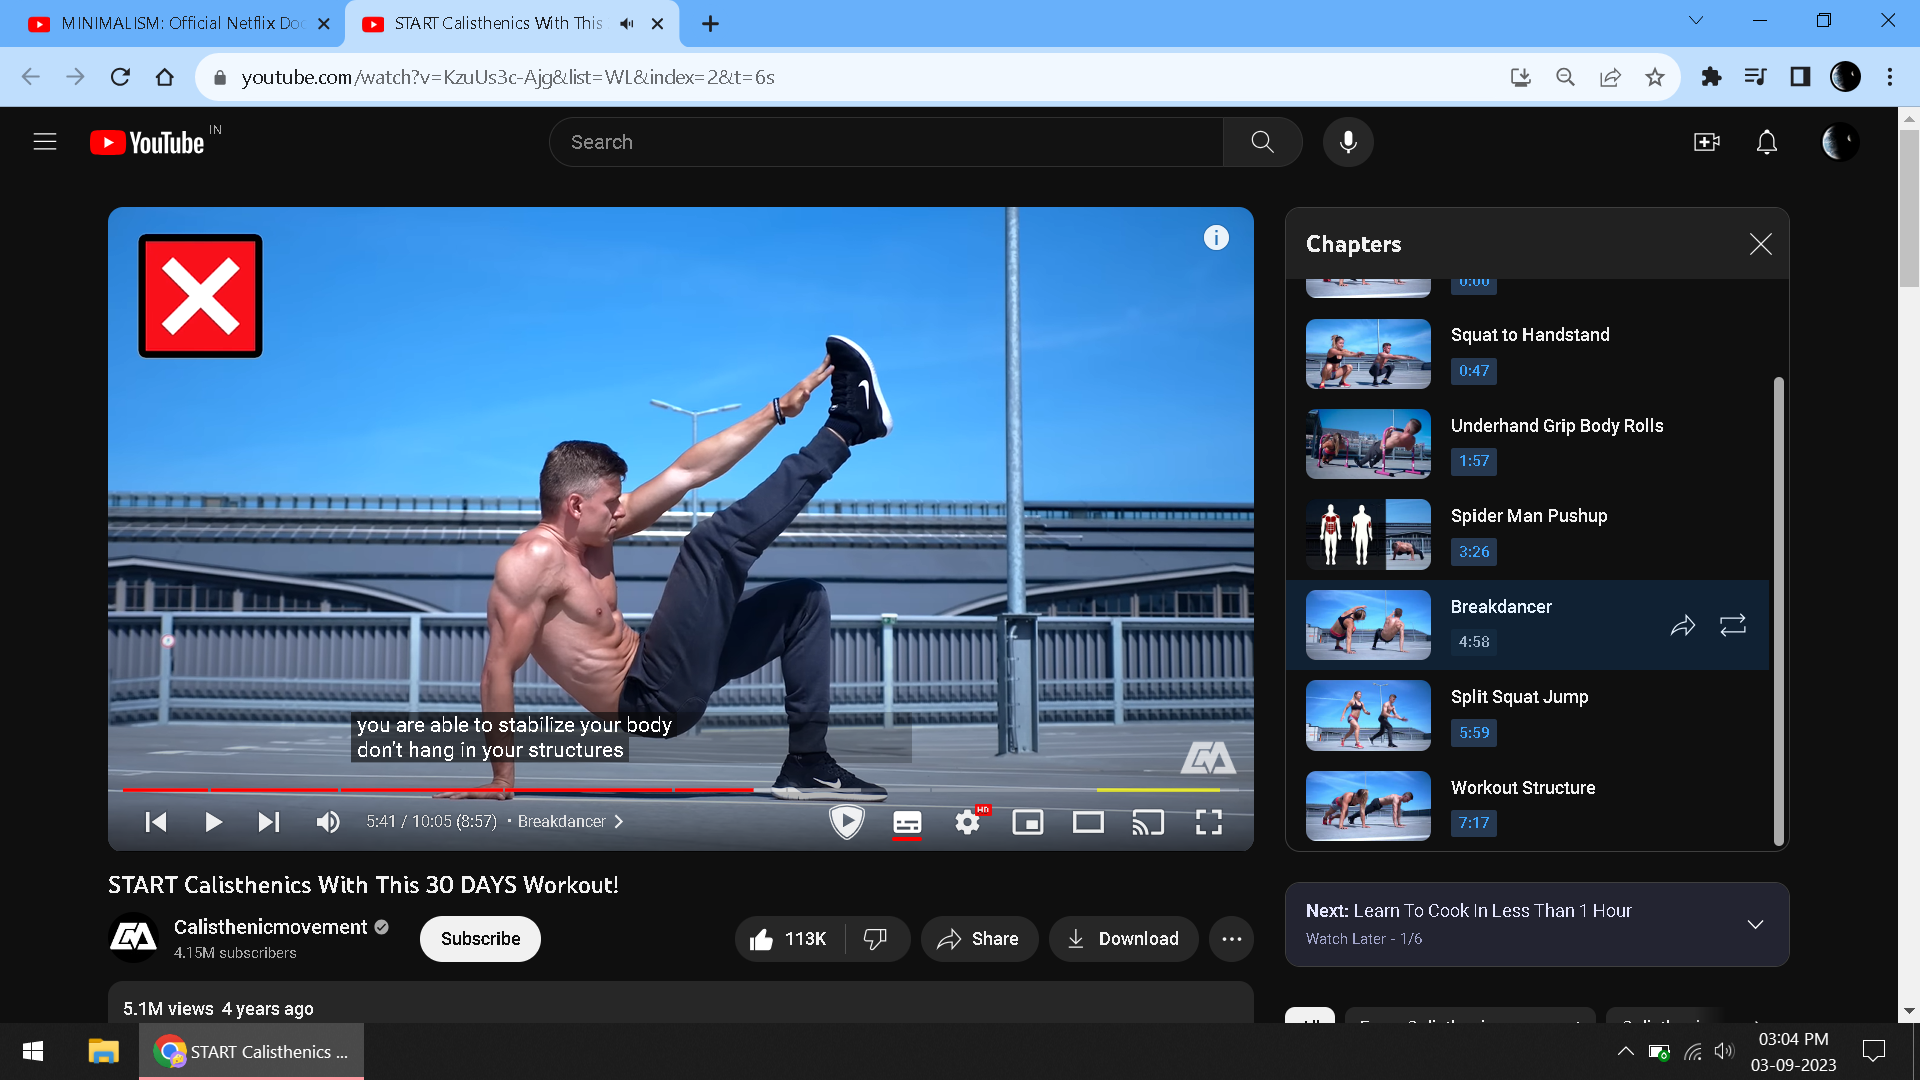 MINIMALISM: Official Netflix Doc
START Calisthenics With This
youtube.com/watch?v=KzuUs3c-Ajg&list=WL&index=2&t=6s
YouTube IN
Search
Chapters
0:00
Squat to Handstand
0:47
Underhand Grip Body Rolls
1:57
Spider Man Pushup
3:26
Breakdancer
4:58
Split Squat Jump
5:59
Workout Structure
7:17
you are able to stabilize your body
don't hang in your structures
5:41 / 10:05 (8:57) • Breakdancer
HD
START Calisthenics With This 30 DAYS Workout!
Calisthenicmovement
4.15M subscribers
Subscribe
113K
Share
Download
Next: Learn To Cook In Less Than 1 Hour
Watch Later - 1/6
5.1M views 4 years ago
START Calisthenics ...
03:04 PM
03-09-2023